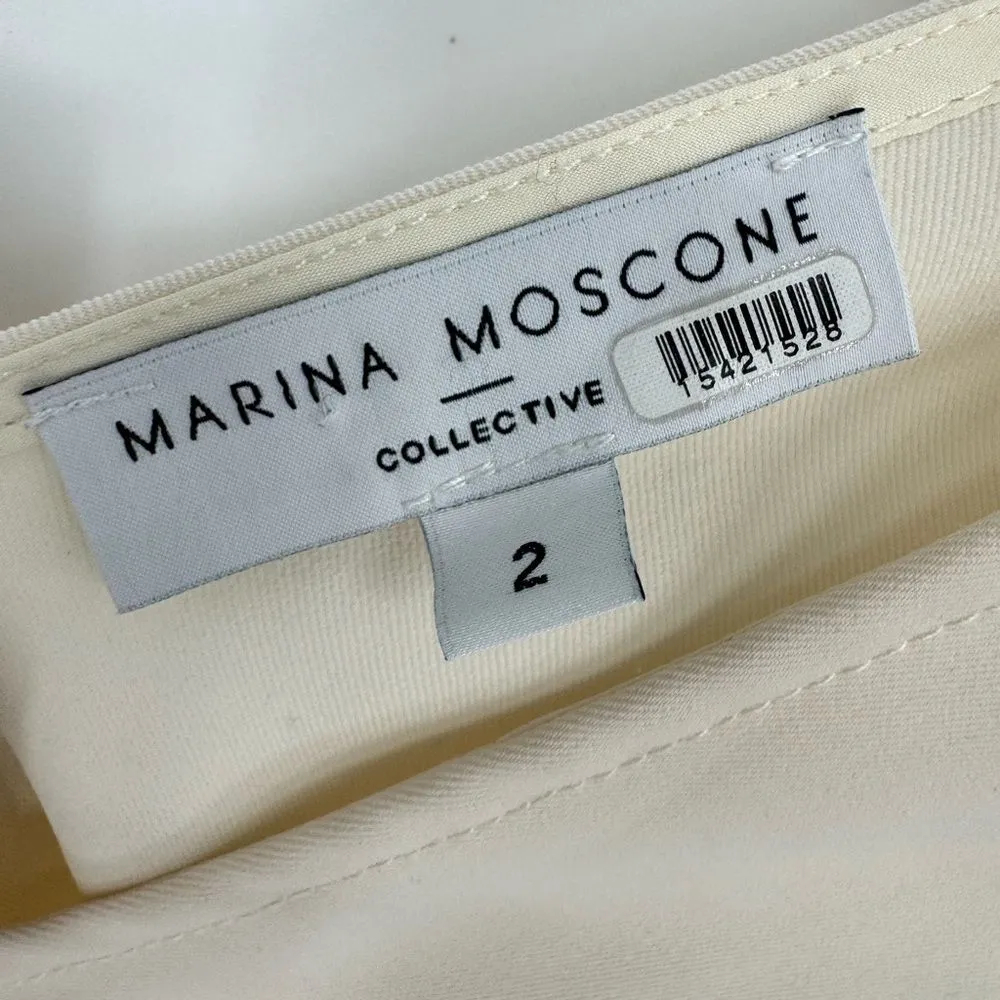 MARINA MOSCONE
COLLECTIVE
15421528
2